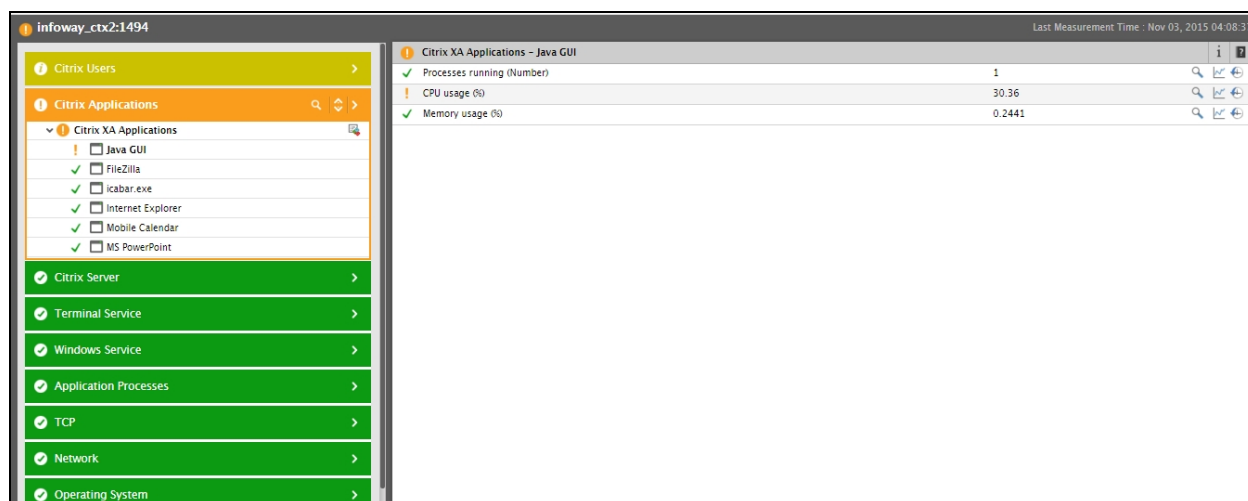 infoway_ctx2:1494
Last Measurement Time : Nov 03, 2015 04:08:37
Citrix Users
Citrix Applications
Citrix XA Applications
Java GUI
FileZilla
icabar.exe
Internet Explorer
Mobile Calendar
MS PowerPoint
Citrix Server
Terminal Service
Windows Service
Application Processes
TCP
Network
Operating System
Citrix XA Applications - Java GUI
Processes running (Number) 1
CPU usage (%) 30.36
Memory usage (%) 0.2441